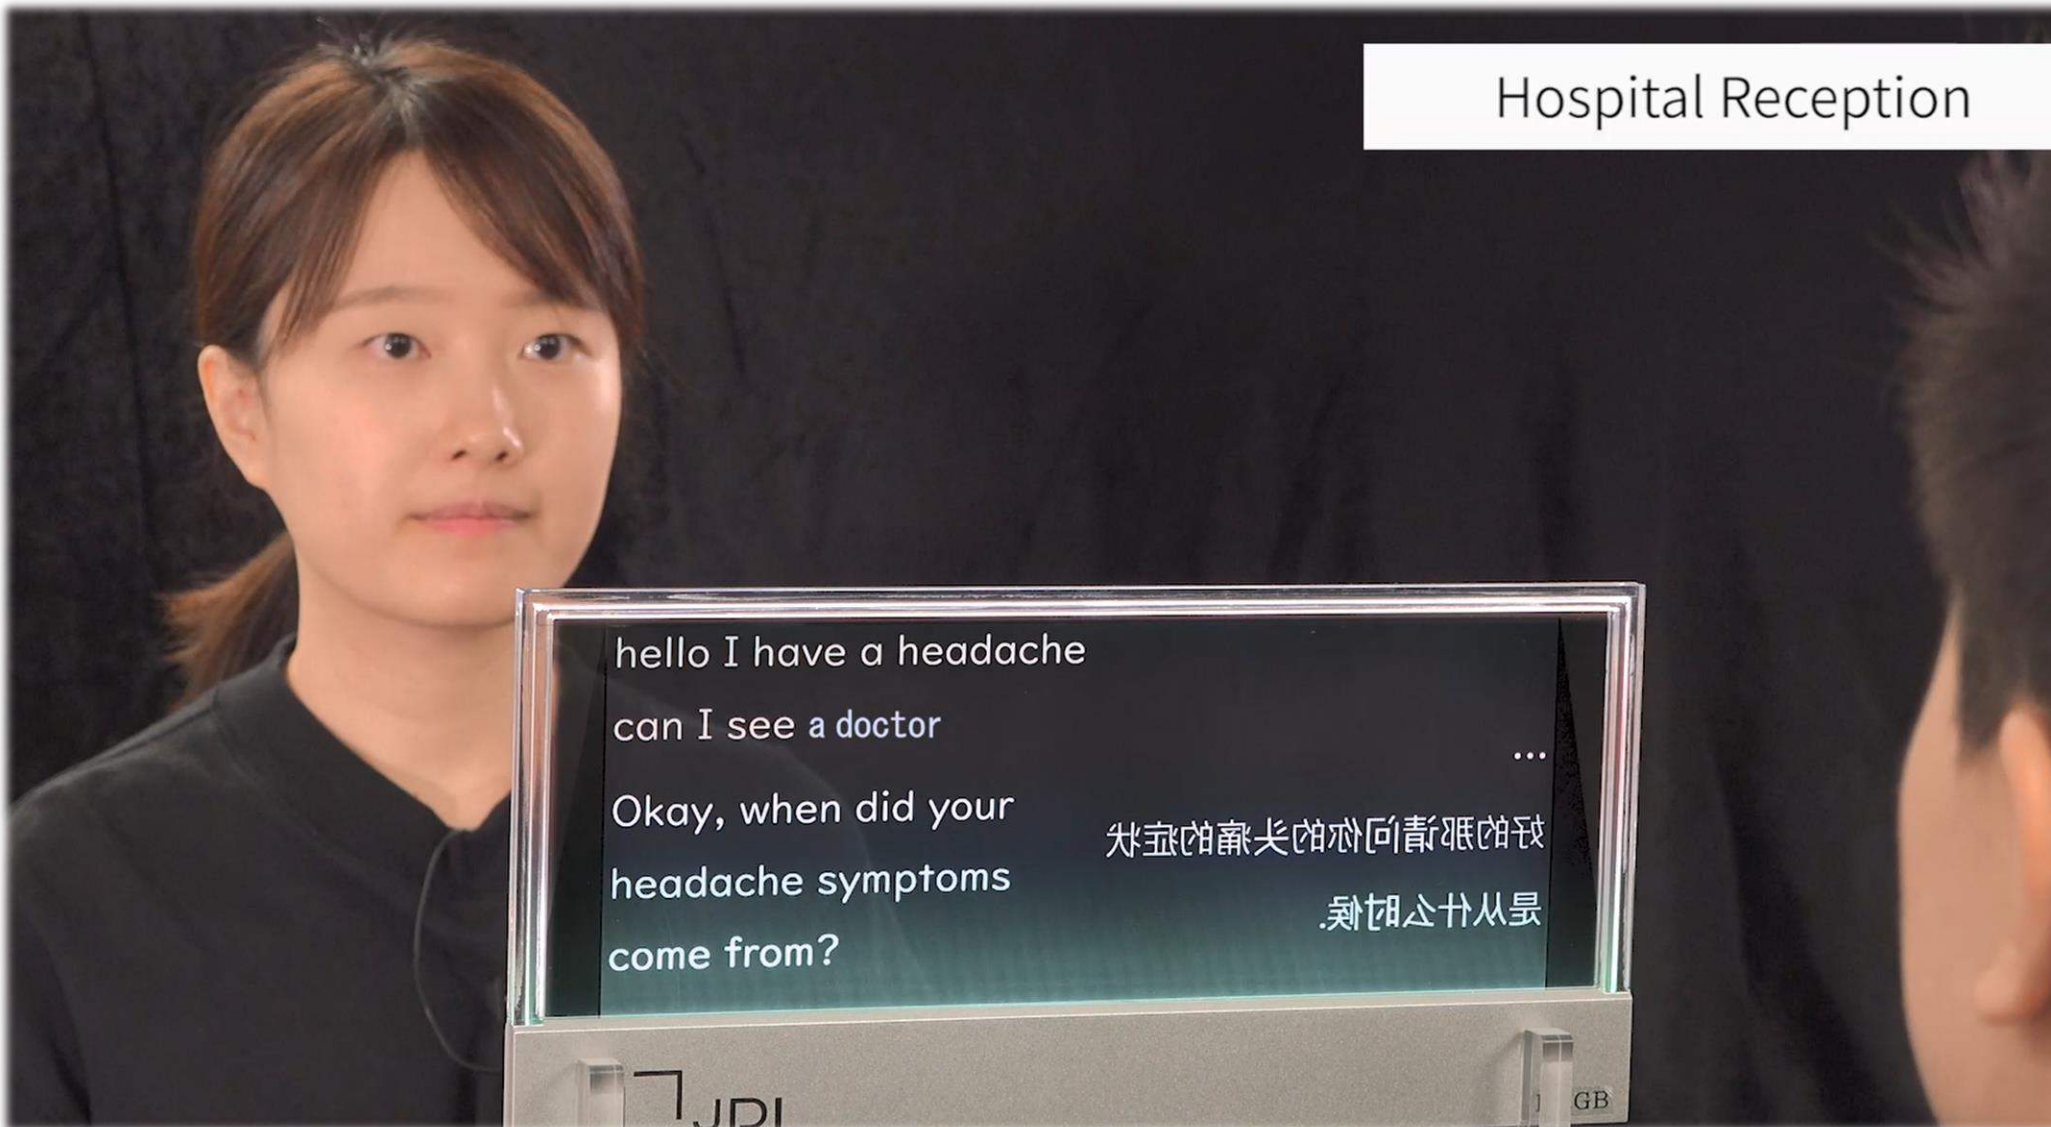 Hospital Reception
hello I have a headache
can I see a doctor
Okay, when did your
headache symptoms
come from?
...
好的那请问你的头痛的症状
是从什么时候.
JDI
GB